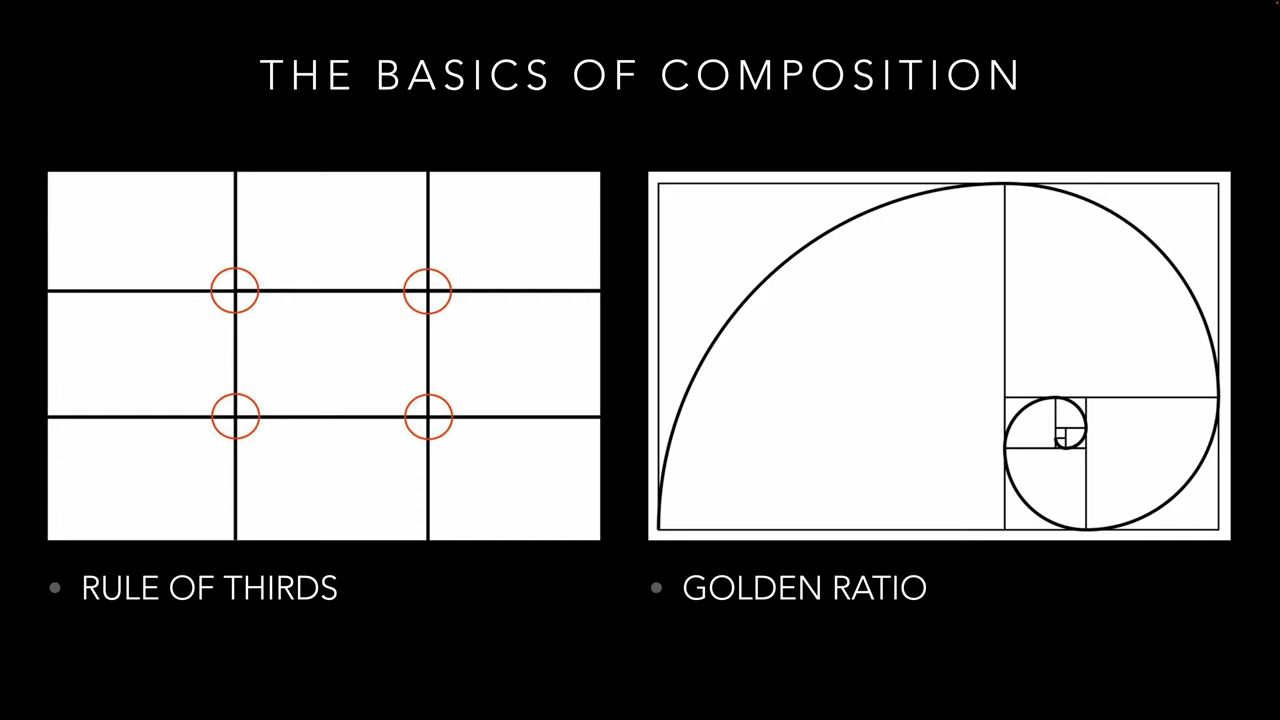 THE BASICS OF COMPOSITION
• RULE OF THIRDS
• GOLDEN RATIO